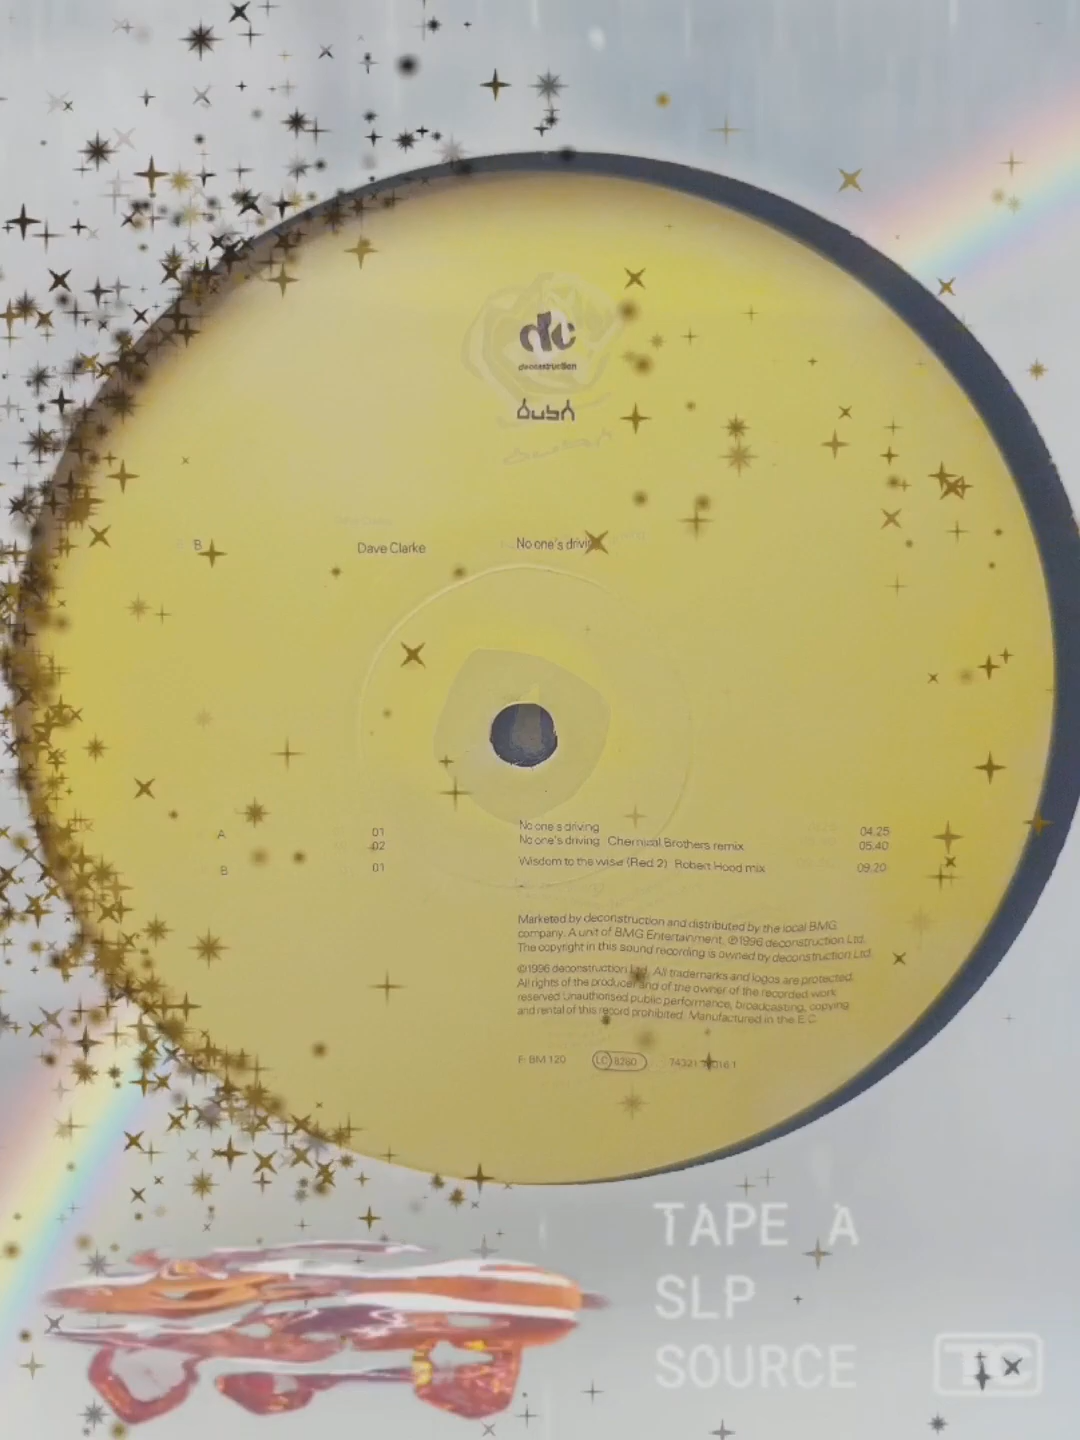 dc
deconstruction
bush
B
Dave Clarke
No one's driving
A 01 No one's driving 04.25
02 No one's driving Chemical Brothers remix 05.40
B 01 Wisdom to the wise (Red 2) Robert Hood mix 09.20
Marketed by deconstruction and distributed by the local BMG
company. A unit of BMG Entertainment. ℗1996 deconstruction Ltd.
The copyright in this sound recording is owned by deconstruction Ltd.
©1996 deconstruction Ltd. All trademarks and logos are protected.
All rights of the producer and of the owner of the recorded work
reserved Unauthorised public performance, broadcasting, copying
and rental of this record prohibited. Manufactured in the E.C.
F: BM 120 LC 8280 74321
TAPE A
SLP
SOURCE
TC